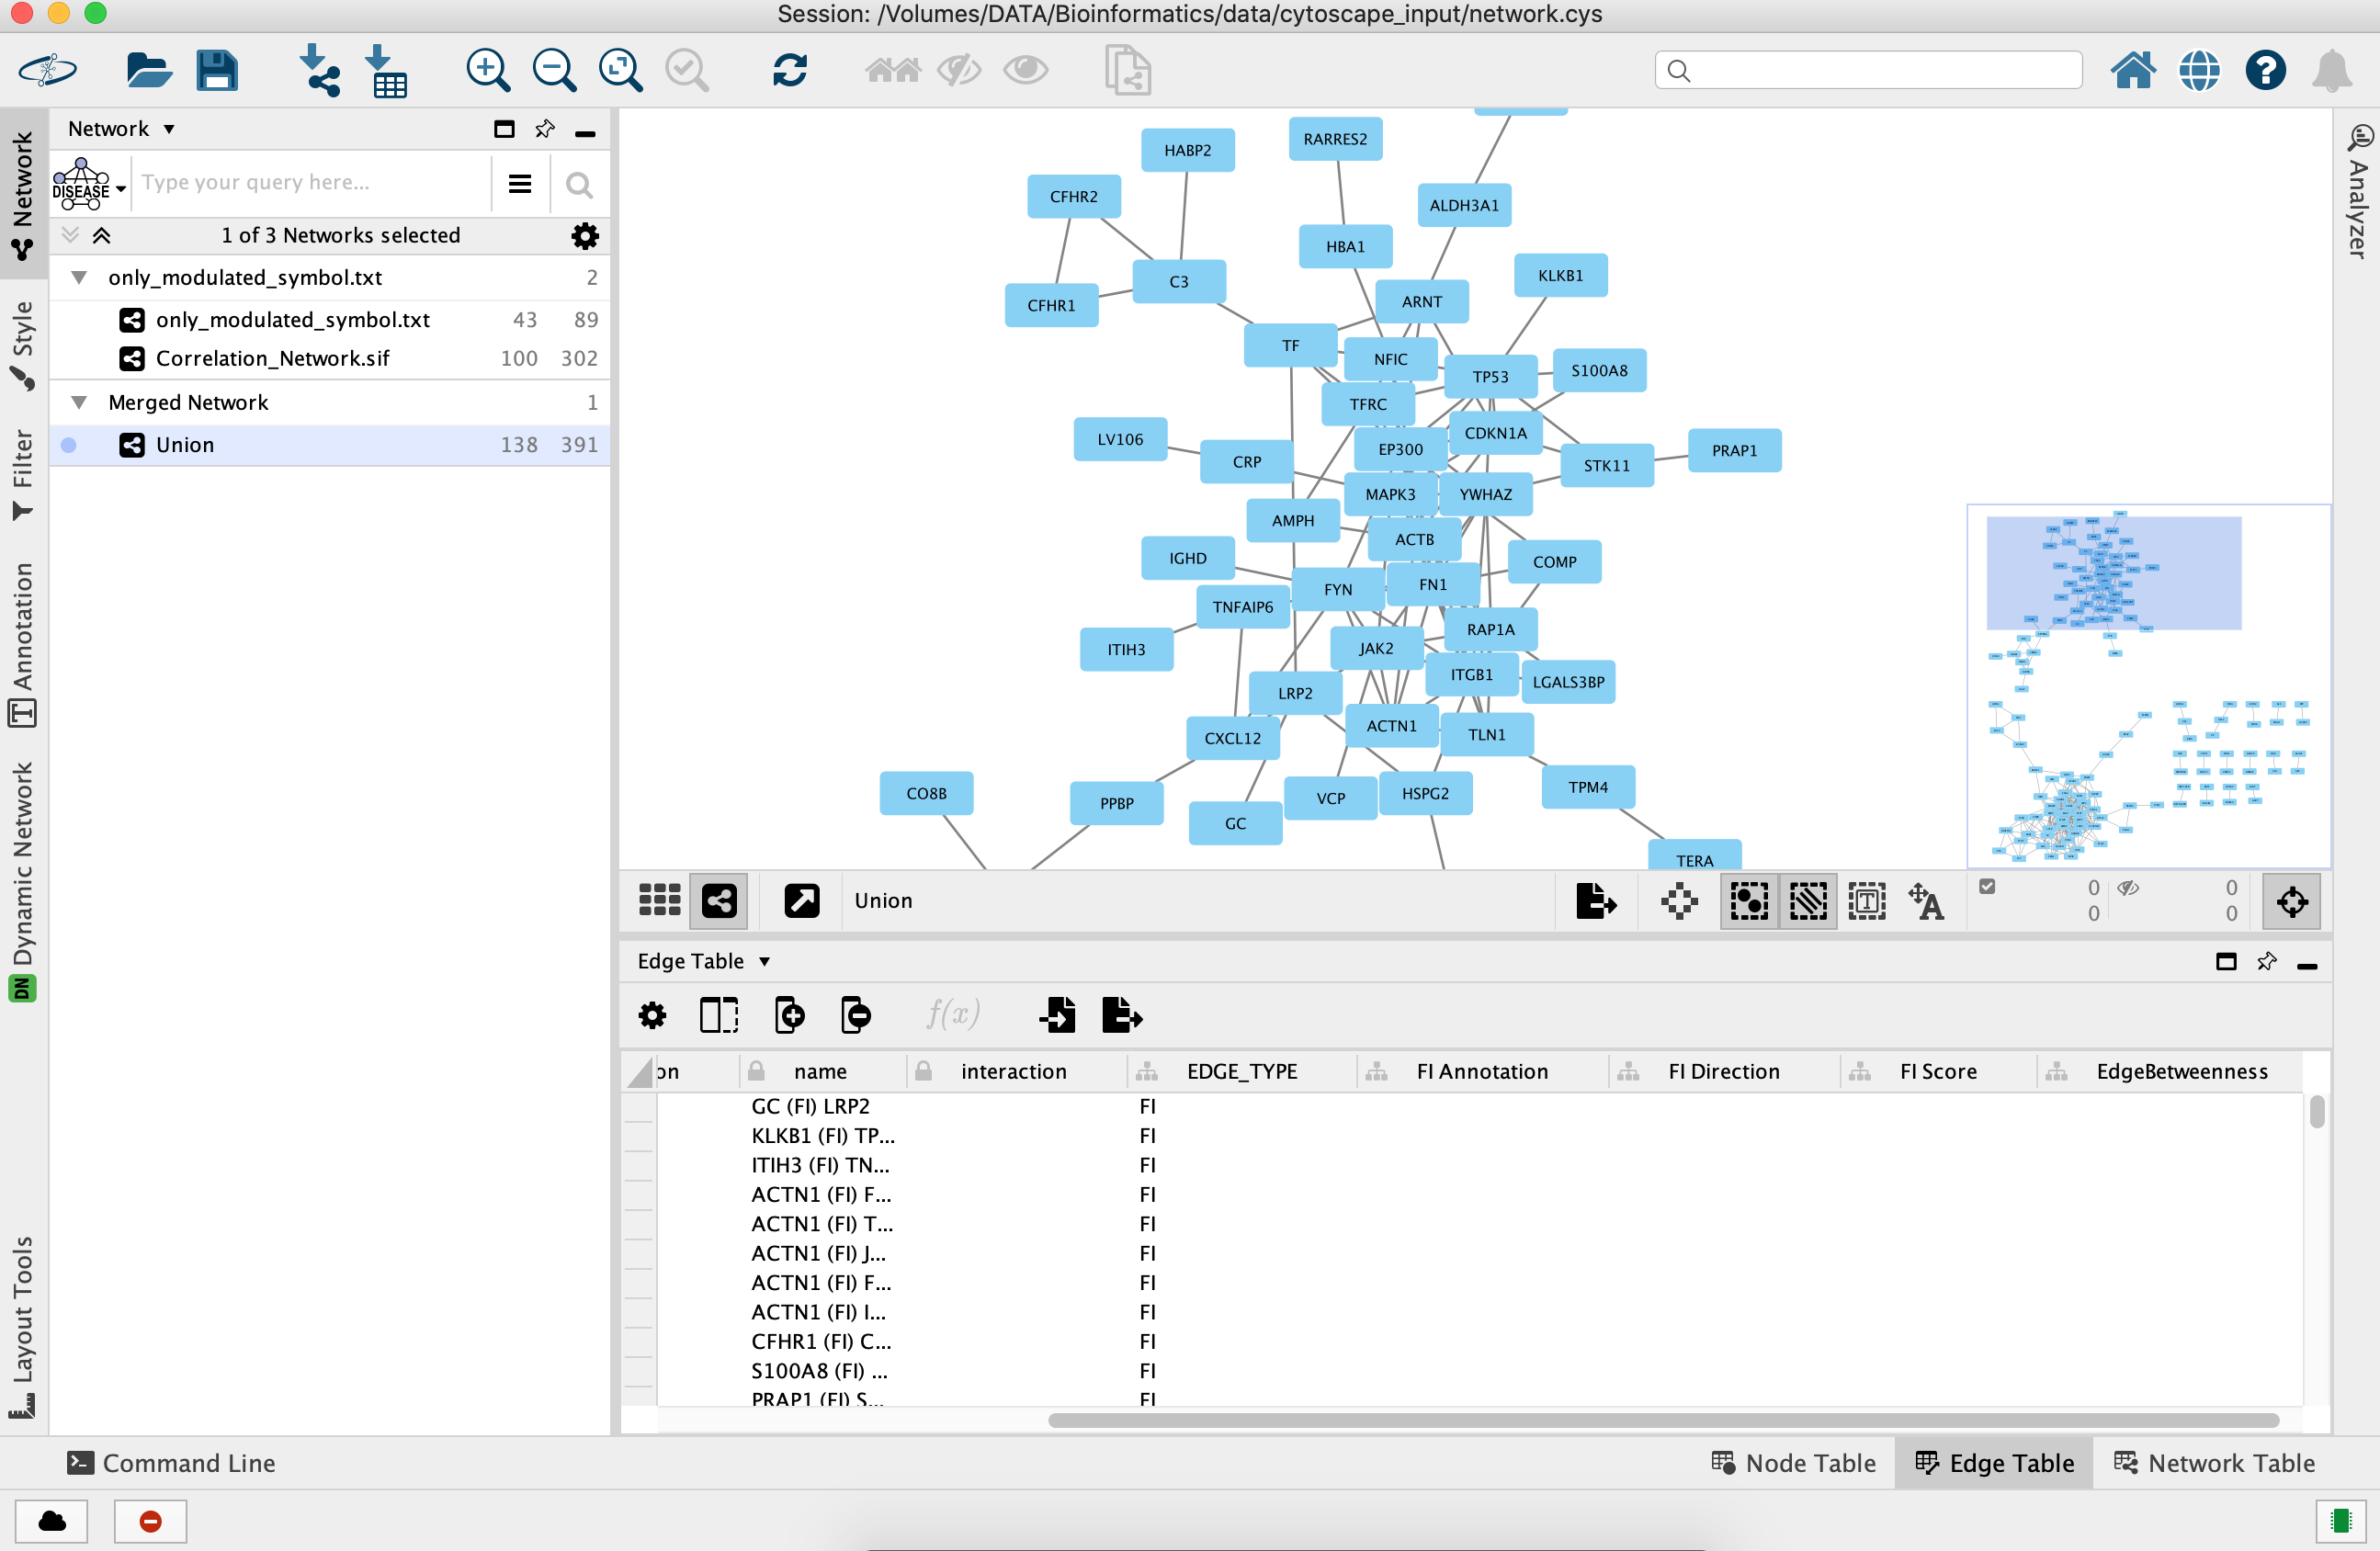 Session: /Volumes/DATA/Bioinformatics/data/cytoscape_input/network.cys
Network
Style
Filter
Annotation
Dynamic Network
DN
Layout Tools
Network
DISEASE
Type your query here...
1 of 3 Networks selected
only_modulated_symbol.txt 2
only_modulated_symbol.txt 43 89
Correlation_Network.sif 100 302
Merged Network 1
Union 138 391
HABP2
RARRES2
CFHR2
ALDH3A1
HBA1
KLKB1
C3
CFHR1
ARNT
TF
NFIC
TP53
S100A8
TFRC
CDKN1A
LV106
EP300
PRAP1
CRP
STK11
MAPK3
YWHAZ
AMPH
ACTB
IGHD
COMP
FYN
FN1
TNFAIP6
RAP1A
ITIH3
JAK2
ITGB1
LGALS3BP
LRP2
ACTN1
TLN1
CXCL12
CO8B
PPBP
VCP
HSPG2
TPM4
GC
TERA
Analyzer
Union
T
A
0 0
0 0
Edge Table
f(x)
on name interaction EDGE_TYPE FI Annotation FI Direction FI Score EdgeBetweenness
GC (FI) LRP2 FI
KLKB1 (FI) TP... FI
ITIH3 (FI) TN... FI
ACTN1 (FI) F... FI
ACTN1 (FI) T... FI
ACTN1 (FI) J... FI
ACTN1 (FI) F... FI
ACTN1 (FI) I... FI
CFHR1 (FI) C... FI
S100A8 (FI) ... FI
PRAP1 (FI) S... FI
Command Line
Node Table
Edge Table
Network Table